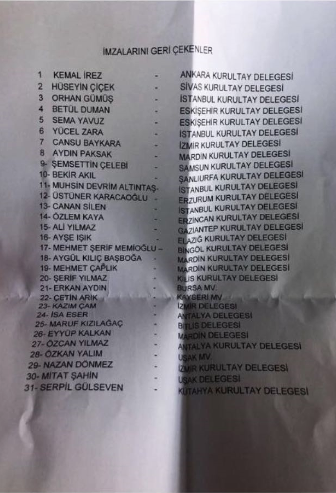 İMZALARINI GERİ ÇEKENLER
1 KEMAL İREZ - ANKARA KURULTAY DELEGESİ
2 HÜSEYİN ÇİÇEK - SİVAS KURULTAY DELEGESİ
3 ORHAN GÜMÜŞ - İSTANBUL KURULTAY DELEGESİ
4 BETÜL DUMAN - ESKİŞEHİR KURULTAY DELEGESİ
5 SEMA YAVUZ - ESKİŞEHİR KURULTAY DELEGESİ
6 YÜCEL ZARA - İSTANBUL KURULTAY DELEGESİ
7 CANSU BAYKARA - İZMİR KURULTAY DELEGESİ
8 AYDIN PAKSAK - MARDİN KURULTAY DELEGESİ
9- ŞEMSETTİN ÇELEBİ - SAMSUN KURULTAY DELEGESİ
10- BEKİR AKIL - ŞANLIURFA KURULTAY DELEGESİ
11- MUHSİN DEVRİM ALTINTAŞ- İSTANBUL KURULTAY DELEGESİ
12- ÜSTÜNER KARACAOĞLU - ERZURUM KURULTAY DELEGESİ
13- CANAN SİLEN - İSTANBUL KURULTAY DELEGESİ
14- ÖZLEM KAYA - ERZİNCAN KURULTAY DELEGESİ
15- ALİ YILMAZ - GAZİANTEP KURULTAY DELEGESİ
16- AYŞE IŞIK - ELAZIĞ KURULTAY DELEGESİ
17- MEHMET ŞERİF MEMİOĞLU - BİNGÖL KURULTAY DELEGESİ
18- AYGÜL KILIÇ BAŞBOĞA - MARDİN KURULTAY DELEGESİ
19- MEHMET ÇAPLIK - MARDİN KURULTAY DELEGESİ
20- ŞERİF YILMAZ - KİLİS KURULTAY DELEGESİ
21- ERKAN AYDIN - BURSA MV.
22- ÇETİN ARIK - KAYSERİ MV.
23- KAZIM ÇAM - İZMİR DELEGESİ
24- İSA ESER - ANTALYA DELEGESİ
25- MARUF KIZILAĞAÇ - BİTLİS DELEGESİ
26- EYYÜP KALKAN - MARDİN DELEGESİ
27- ÖZCAN YILMAZ - ANTALYA KURULTAY DELEGESİ
28- ÖZKAN YALIM - UŞAK MV.
29- NAZAN DÖNMEZ - İZMİR KURULTAY DELEGESİ
30- MİTAT ŞAHİN - UŞAK DELEGESİ
31- SERPİL GÜLSEVEN - KÜTAHYA KURULTAY DELEGESİ